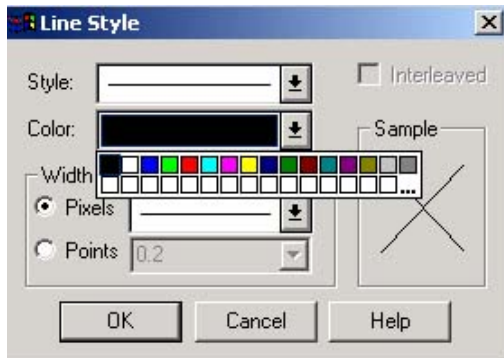 Line Style
Style:
Interleaved
Color:
Sample
Width
...
Pixels
Points 0.2
OK Cancel Help